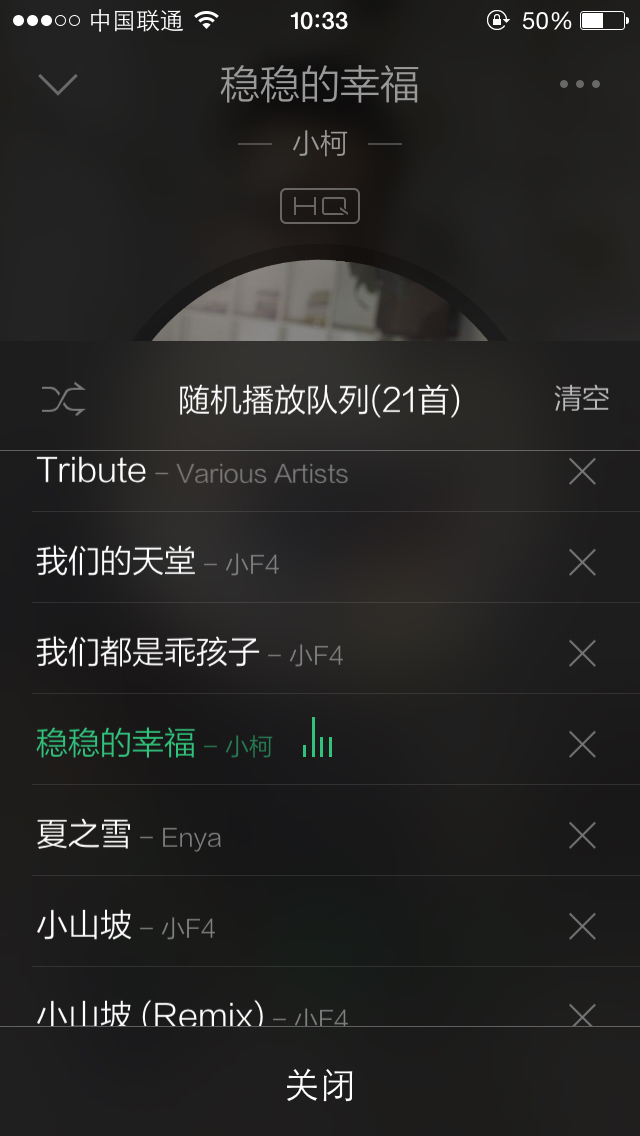 中国联通 10:33 50%
稳稳的幸福
小柯
HQ
随机播放队列(21首) 清空
Tribute – Various Artists
我们的天堂 – 小F4
我们都是乖孩子 – 小F4
稳稳的幸福 – 小柯
夏之雪 – Enya
小山坡 – 小F4
小山坡 (Remix) – 小F4
关闭